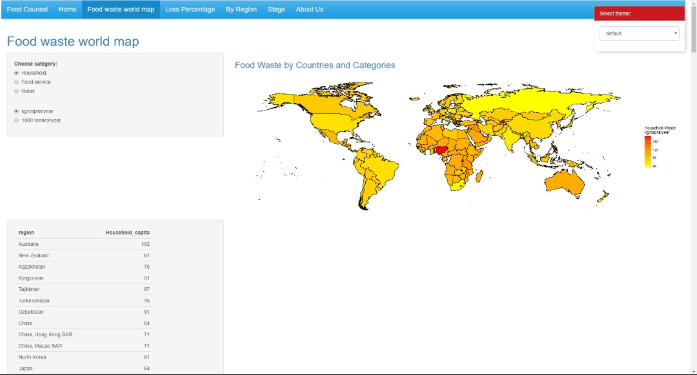 Food Counsel Home Food waste world map Loss Percentage By Region Stage About Us
Select theme:
default
Food waste world map
Choose category:
Household
Food service
Retail
kg/capita/year
1000 tonnes/year
Food Waste by Countries and Categories
Household Waste
kg/capita/year
region Household_capita
Australia 102
New Zealand 61
Kazakhstan 76
Kyrgyzstan 91
Tajikistan 97
Turkmenistan 76
Uzbekistan 91
China 64
China, Hong Kong SAR 71
China, Macao SAR 71
North Korea 81
Japan 64